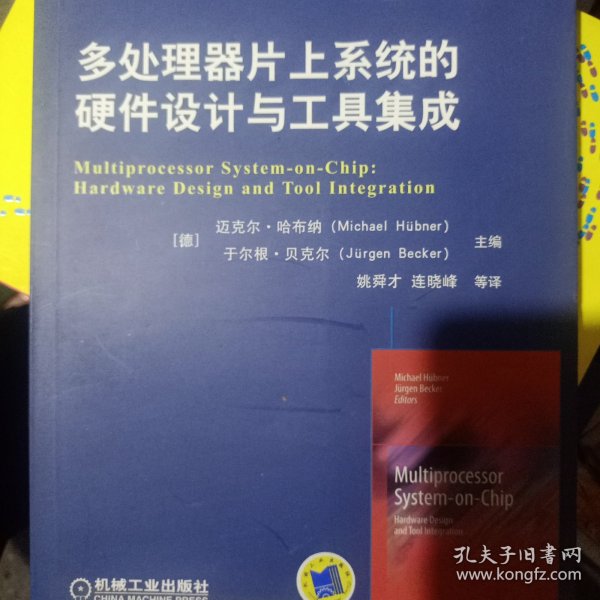 多处理器片上系统的
硬件设计与工具集成
Multiprocessor System-on-Chip:
Hardware Design and Tool Integration
[德]
迈克尔·哈布纳 (Michael Hübner)
于尔根·贝克尔 (Jürgen Becker)
主编
姚舜才 连晓峰 等译
Michael Hübner
Jürgen Becker
Editors
Multiprocessor
System-on-Chip
Hardware Design
and Tool Integration
机械工业出版社
CHINA MACHINE PRESS
孔夫子旧书网
www.kongfz.com